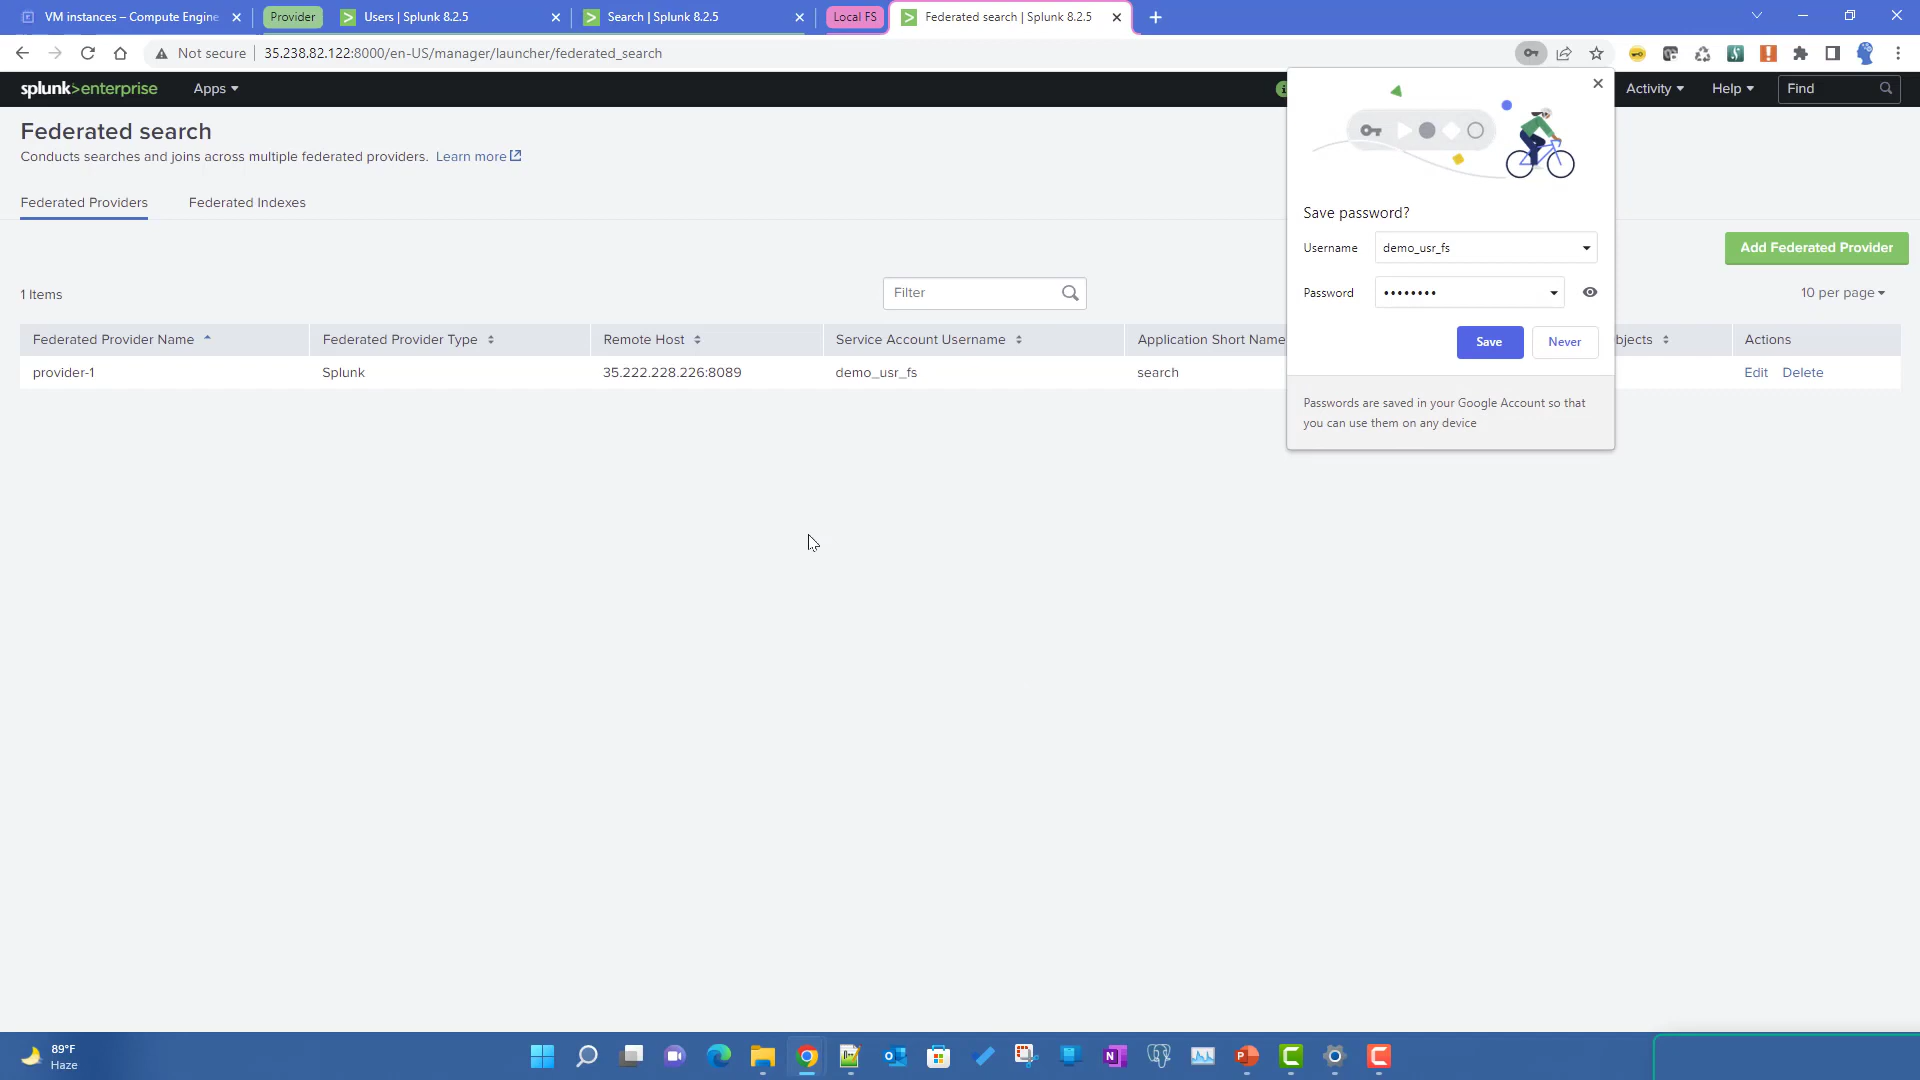 VM instances – Compute Engine
Provider
Users | Splunk 8.2.5
Search | Splunk 8.2.5
Local FS
Federated search | Splunk 8.2.5
Not secure
35.238.82.122:8000/en-US/manager/launcher/federated_search
splunk>enterprise
Apps
Activity
Help
Find
Federated search
Conducts searches and joins across multiple federated providers. Learn more
Federated Providers
Federated Indexes
Save password?
Username
demo_usr_fs
Password
Save
Never
Passwords are saved in your Google Account so that
you can use them on any device
Add Federated Provider
1 Items
Filter
10 per page
Federated Provider Name
Federated Provider Type
Remote Host
Service Account Username
Application Short Name
bjects
Actions
provider-1
Splunk
35.222.228.226:8089
demo_usr_fs
search
Edit
Delete
89°F
Haze